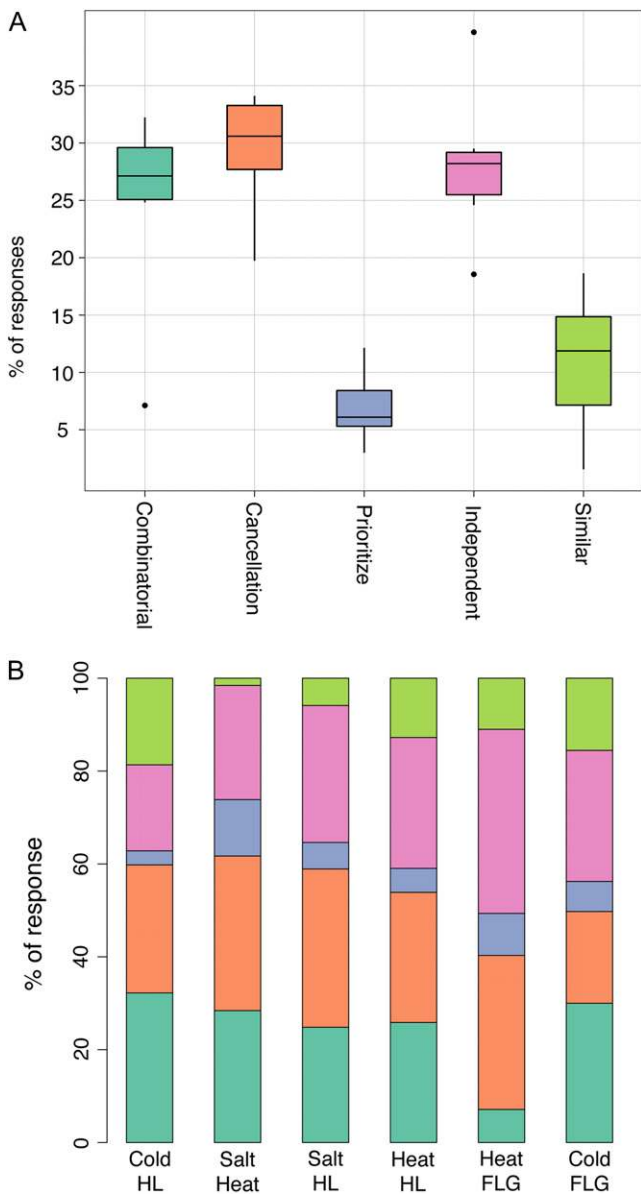 A
% of responses
35
30
25
20
15
10
5
Combinatorial
Cancellation
Prioritize
Independent
Similar
B
% of response
100
80
60
40
20
0
Cold
HL
Salt
Heat
Salt
HL
Heat
HL
Heat
FLG
Cold
FLG